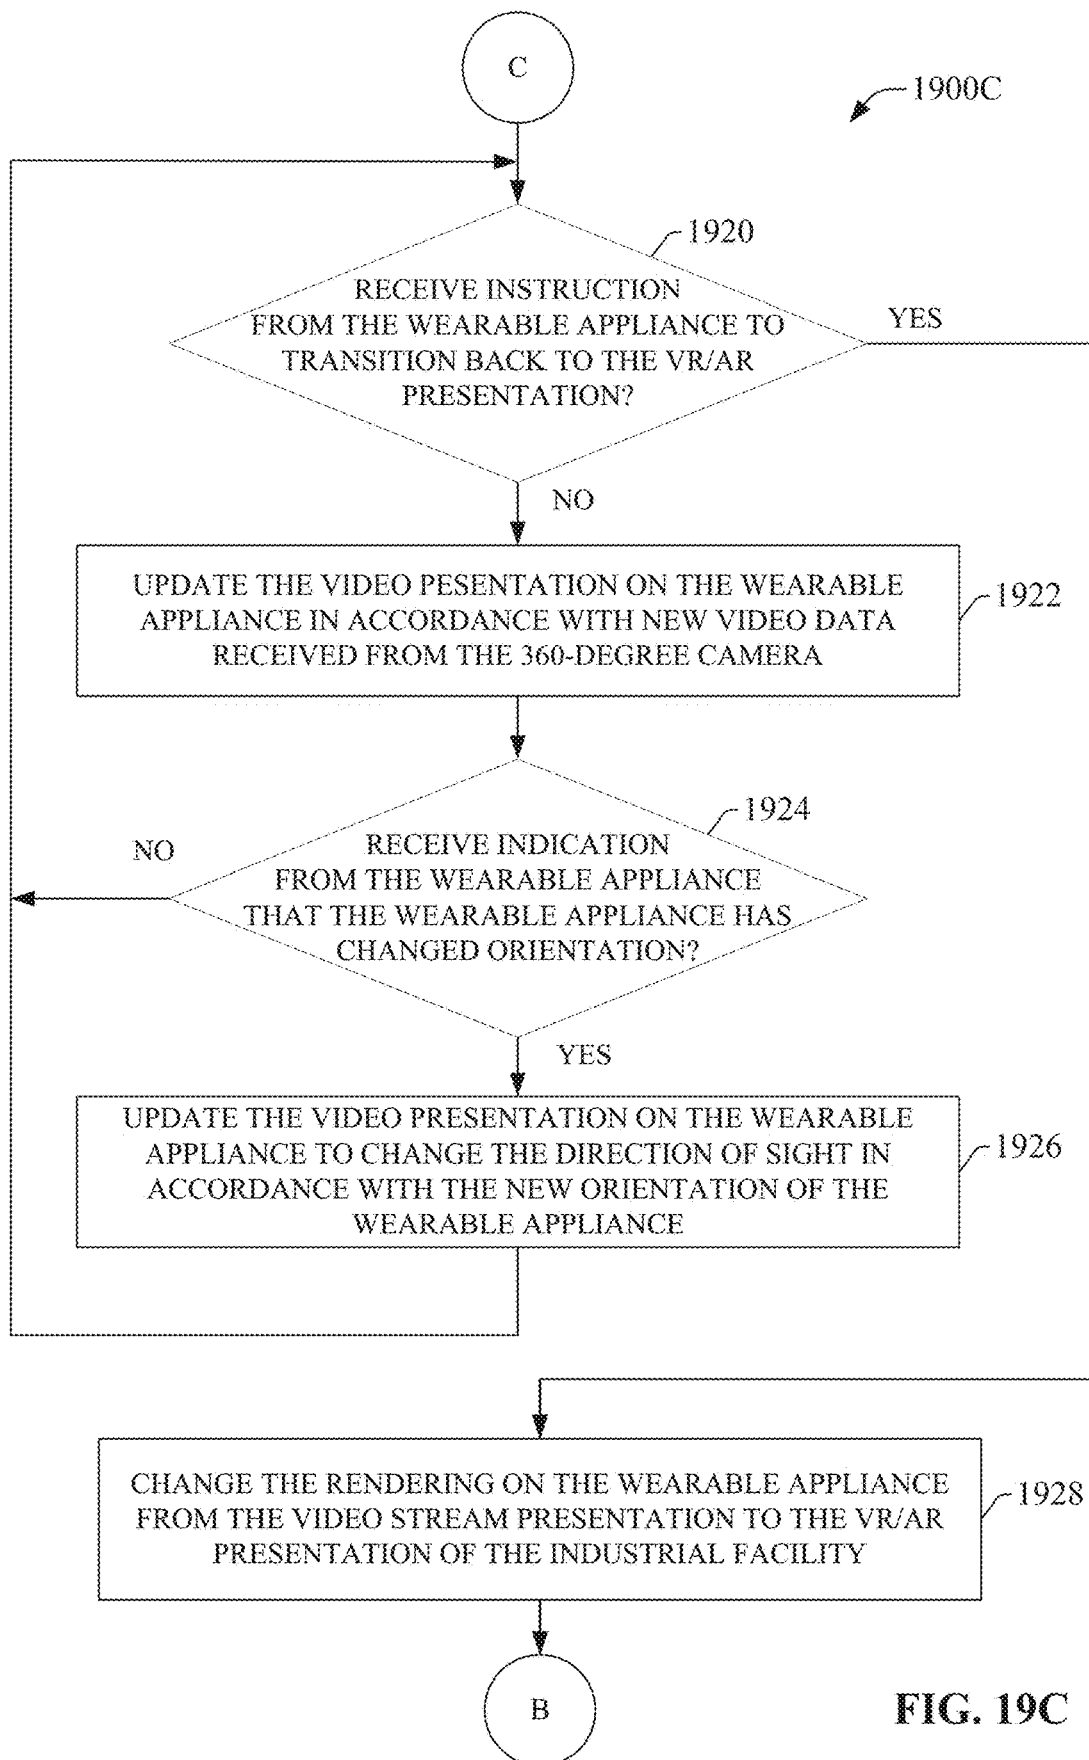 C
1900C
1920
RECEIVE INSTRUCTION
FROM THE WEARABLE APPLIANCE TO
TRANSITION BACK TO THE VR/AR
PRESENTATION?
YES
NO
UPDATE THE VIDEO PESENTATION ON THE WEARABLE
APPLIANCE IN ACCORDANCE WITH NEW VIDEO DATA
RECEIVED FROM THE 360-DEGREE CAMERA
1922
1924
RECEIVE INDICATION
FROM THE WEARABLE APPLIANCE
THAT THE WEARABLE APPLIANCE HAS
CHANGED ORIENTATION?
NO
YES
UPDATE THE VIDEO PRESENTATION ON THE WEARABLE
APPLIANCE TO CHANGE THE DIRECTION OF SIGHT IN
ACCORDANCE WITH THE NEW ORIENTATION OF THE
WEARABLE APPLIANCE
1926
CHANGE THE RENDERING ON THE WEARABLE APPLIANCE
FROM THE VIDEO STREAM PRESENTATION TO THE VR/AR
PRESENTATION OF THE INDUSTRIAL FACILITY
1928
B
FIG. 19C